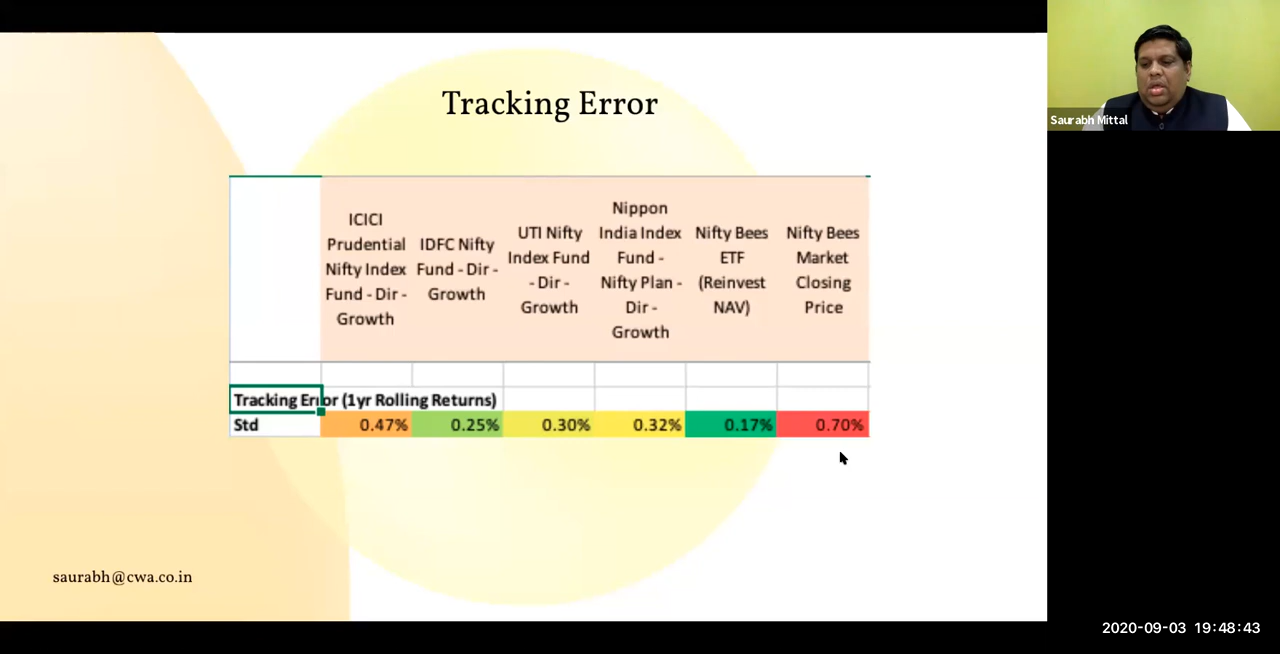 Tracking Error
Saurabh Mittal
ICICI
Prudential
Nifty Index
Fund - Dir -
Growth
IDFC Nifty
Fund - Dir -
Growth
UTI Nifty
Index Fund
- Dir -
Growth
Nippon
India Index
Fund -
Nifty Plan -
Dir -
Growth
Nifty Bees
ETF
(Reinvest
NAV)
Nifty Bees
Market
Closing
Price
Tracking Error (1yr Rolling Returns)
Std 0.47% 0.25% 0.30% 0.32% 0.17% 0.70%
saurabh@cwa.co.in
2020-09-03 19:48:43